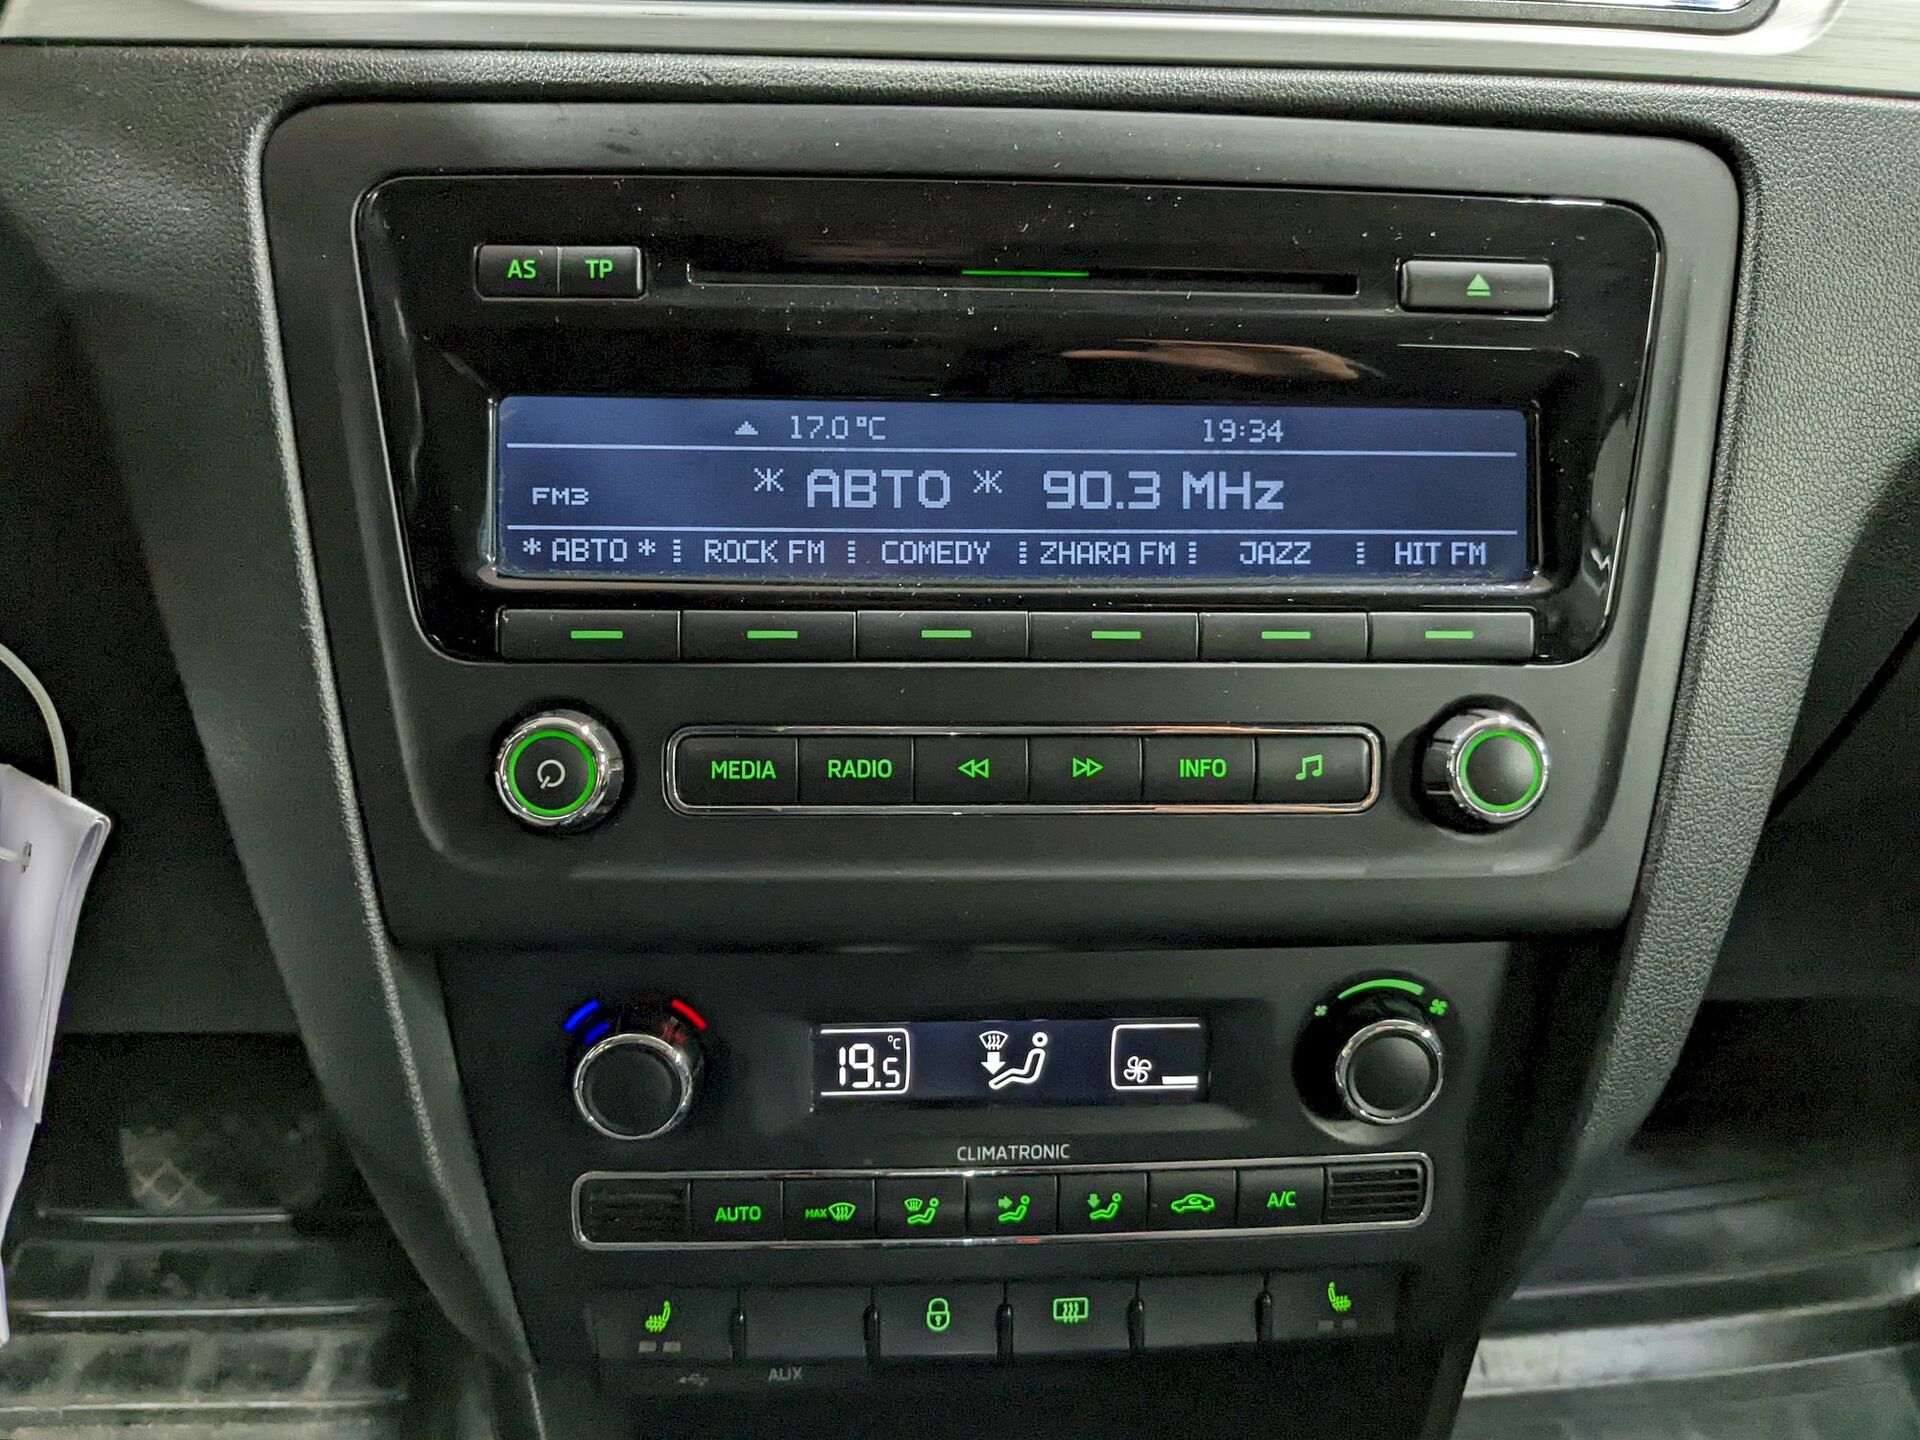 AS TP
17.0°C 19:34
FM3 * АВТО * 90.3 MHz
* АВТО * ROCK FM COMEDY ZHARA FM JAZZ HIT FM
MEDIA RADIO INFO
19.5 °C
CLIMATRONIC
AUTO MAX A/C
AUX